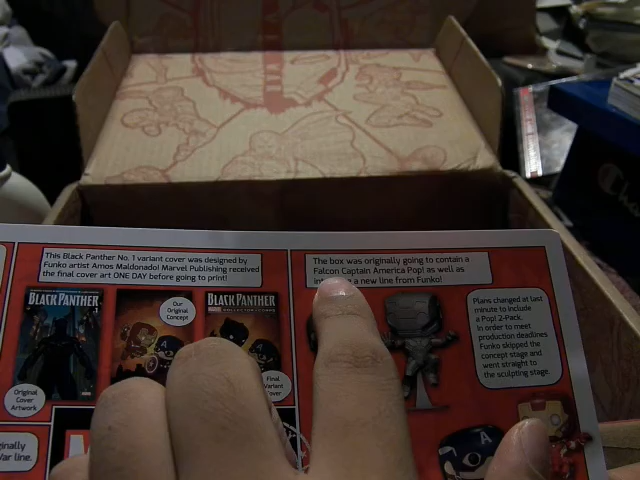 This Black Panther No. 1 variant cover was designed by
Funko artist Amos Maldonado! Marvel Publishing received
the final cover art ONE DAY before going to print!
The box was originally going to contain a
Falcon Captain America Pop! as well as
a new line from Funko!
BLACK PANTHER
Our
Original
Concept
BLACK PANTHER
Original
Cover
Artwork
Final
Variant
Cover
Plans changed at last
minute to include
a Pop! 2-Pack.
In order to meet
production deadlines
Funko skipped the
concept stage and
went straight to
the sculpting stage.
line.